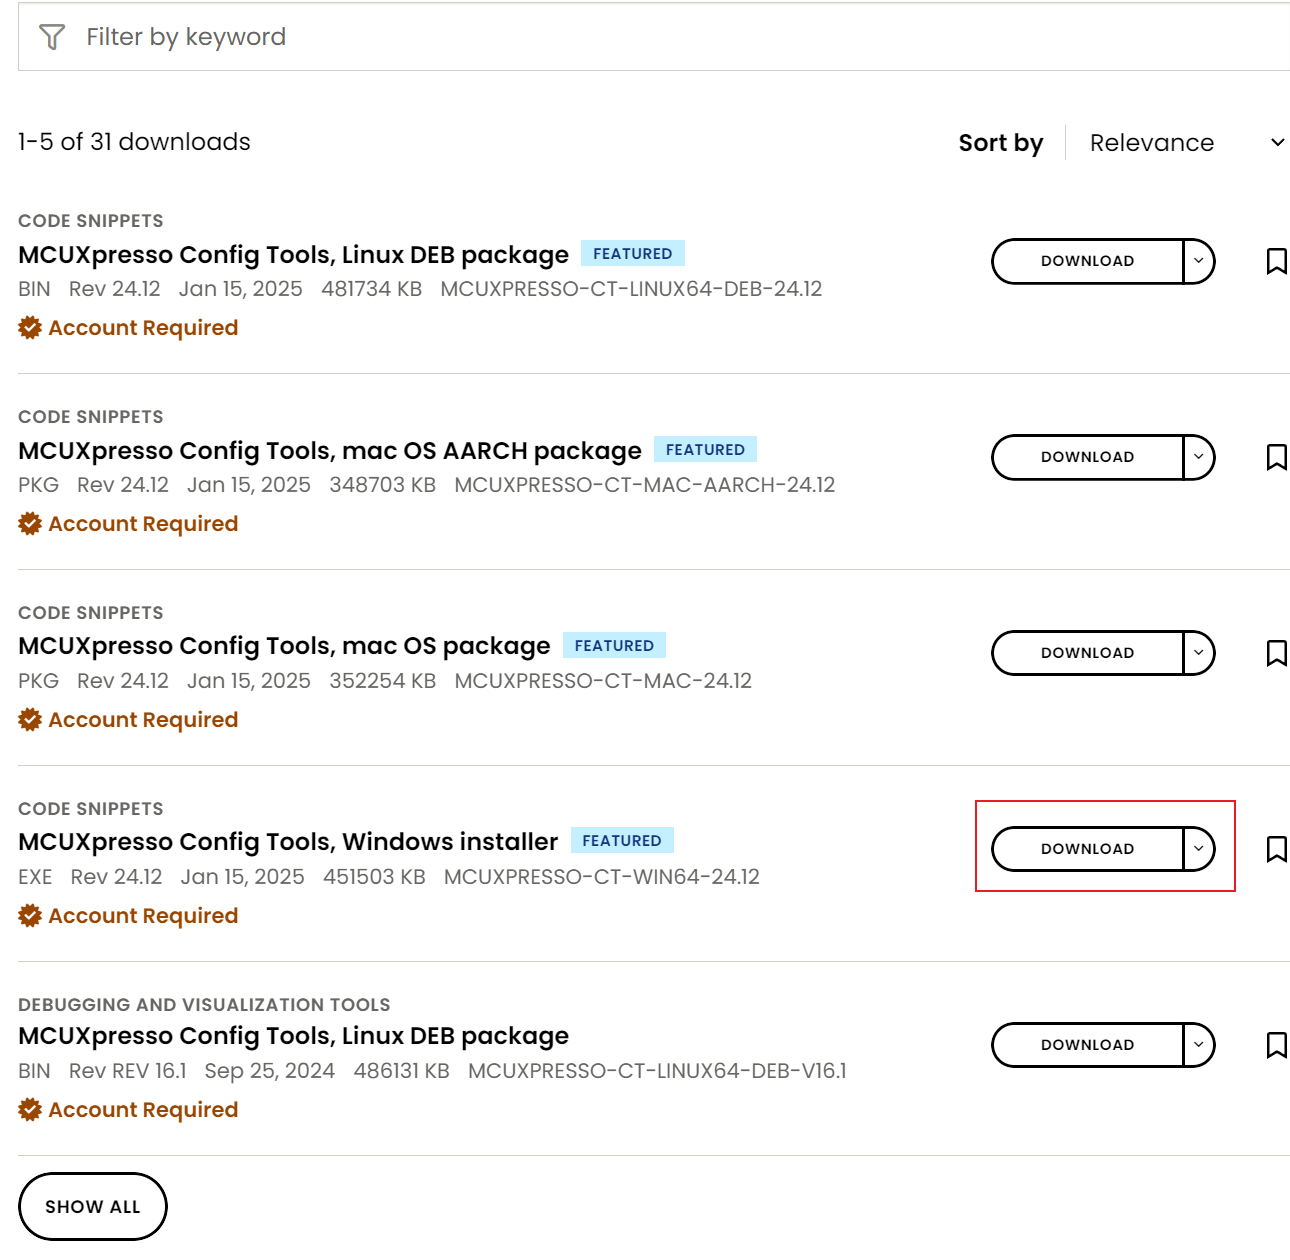 Filter by keyword
1-5 of 31 downloads
Sort by
Relevance
CODE SNIPPETS
MCUXpresso Config Tools, Linux DEB package FEATURED
DOWNLOAD
BIN Rev 24.12 Jan 15, 2025 481734 KB MCUXPRESSO-CT-LINUX64-DEB-24.12
Account Required
CODE SNIPPETS
MCUXpresso Config Tools, mac OS AARCH package FEATURED
DOWNLOAD
PKG Rev 24.12 Jan 15, 2025 348703 KB MCUXPRESSO-CT-MAC-AARCH-24.12
Account Required
CODE SNIPPETS
MCUXpresso Config Tools, mac OS package FEATURED
DOWNLOAD
PKG Rev 24.12 Jan 15, 2025 352254 KB MCUXPRESSO-CT-MAC-24.12
Account Required
CODE SNIPPETS
MCUXpresso Config Tools, Windows installer FEATURED
DOWNLOAD
EXE Rev 24.12 Jan 15, 2025 451503 KB MCUXPRESSO-CT-WIN64-24.12
Account Required
DEBUGGING AND VISUALIZATION TOOLS
MCUXpresso Config Tools, Linux DEB package
DOWNLOAD
BIN Rev REV 16.1 Sep 25, 2024 486131 KB MCUXPRESSO-CT-LINUX64-DEB-V16.1
Account Required
SHOW ALL